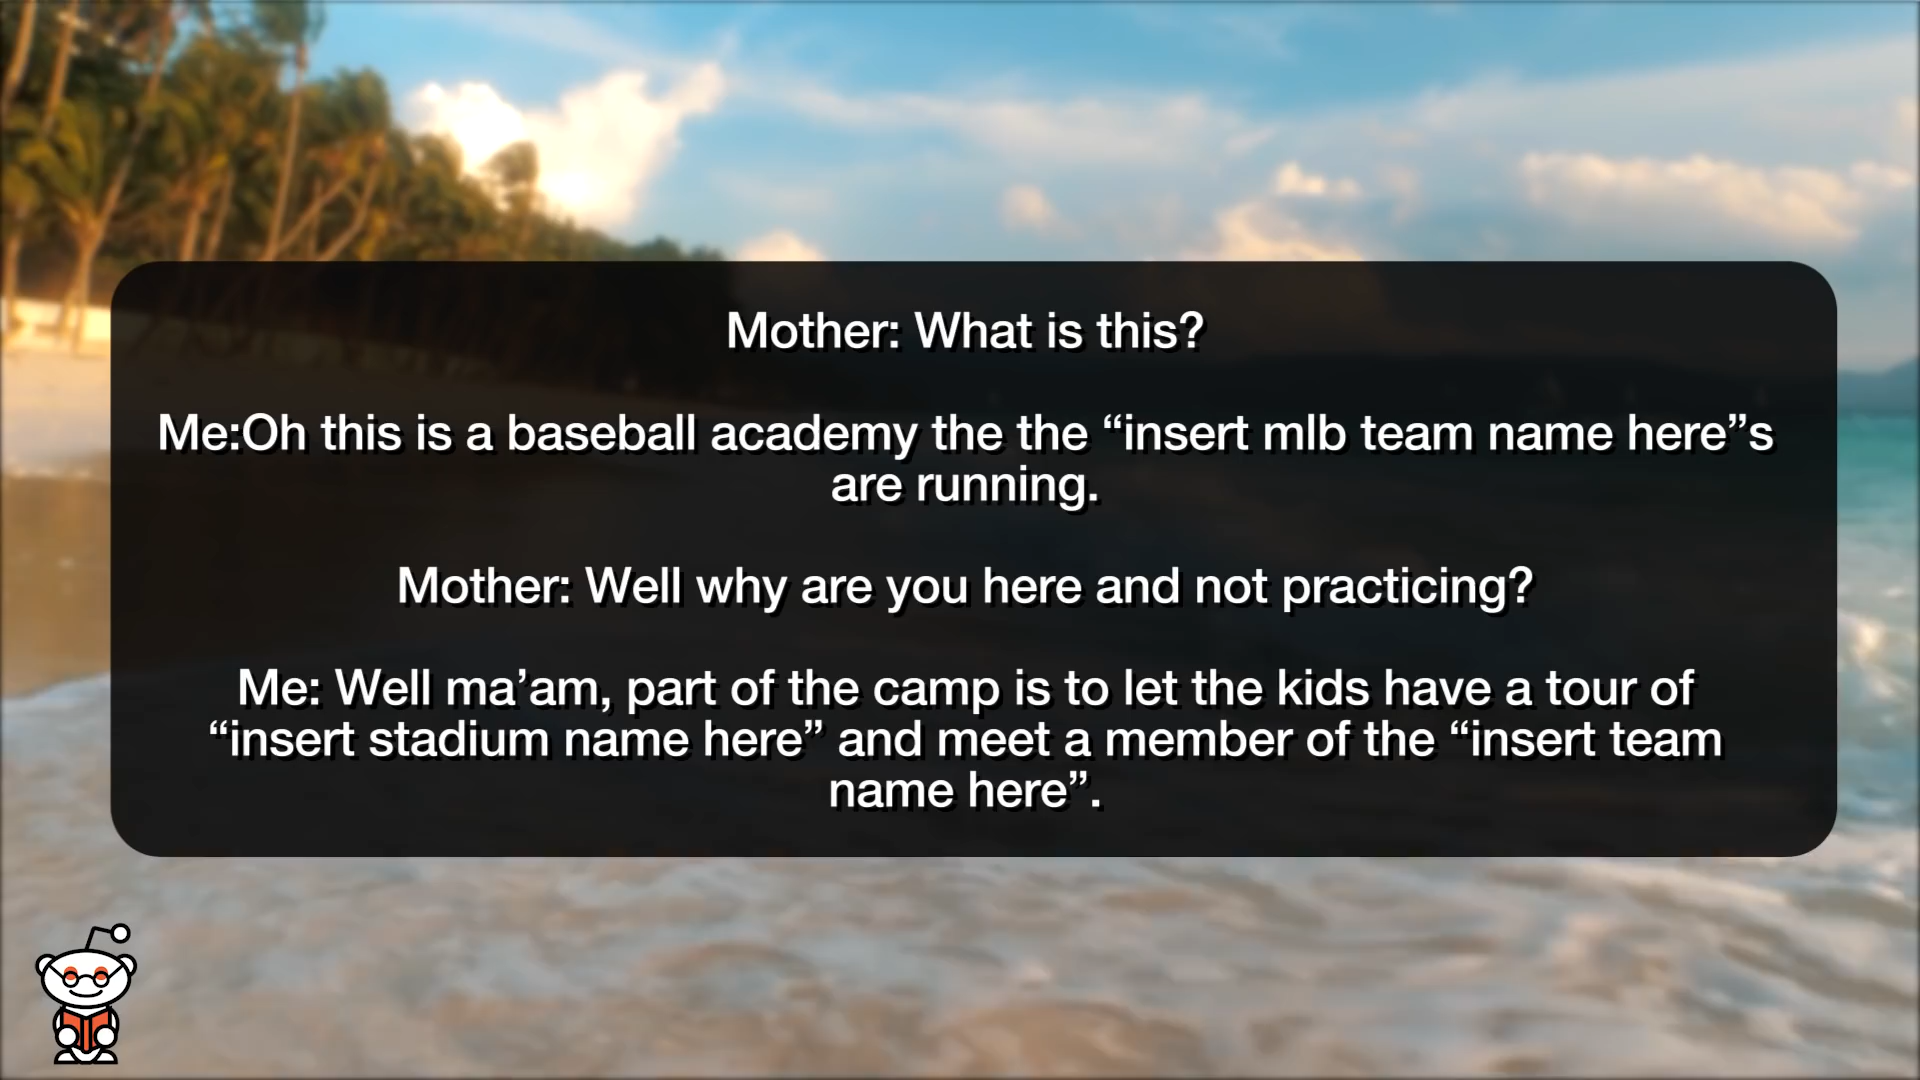 Mother: What is this?
Me:Oh this is a baseball academy the the “insert mlb team name here”s
are running.
Mother: Well why are you here and not practicing?
Me: Well ma’am, part of the camp is to let the kids have a tour of
“insert stadium name here” and meet a member of the “insert team
name here”.